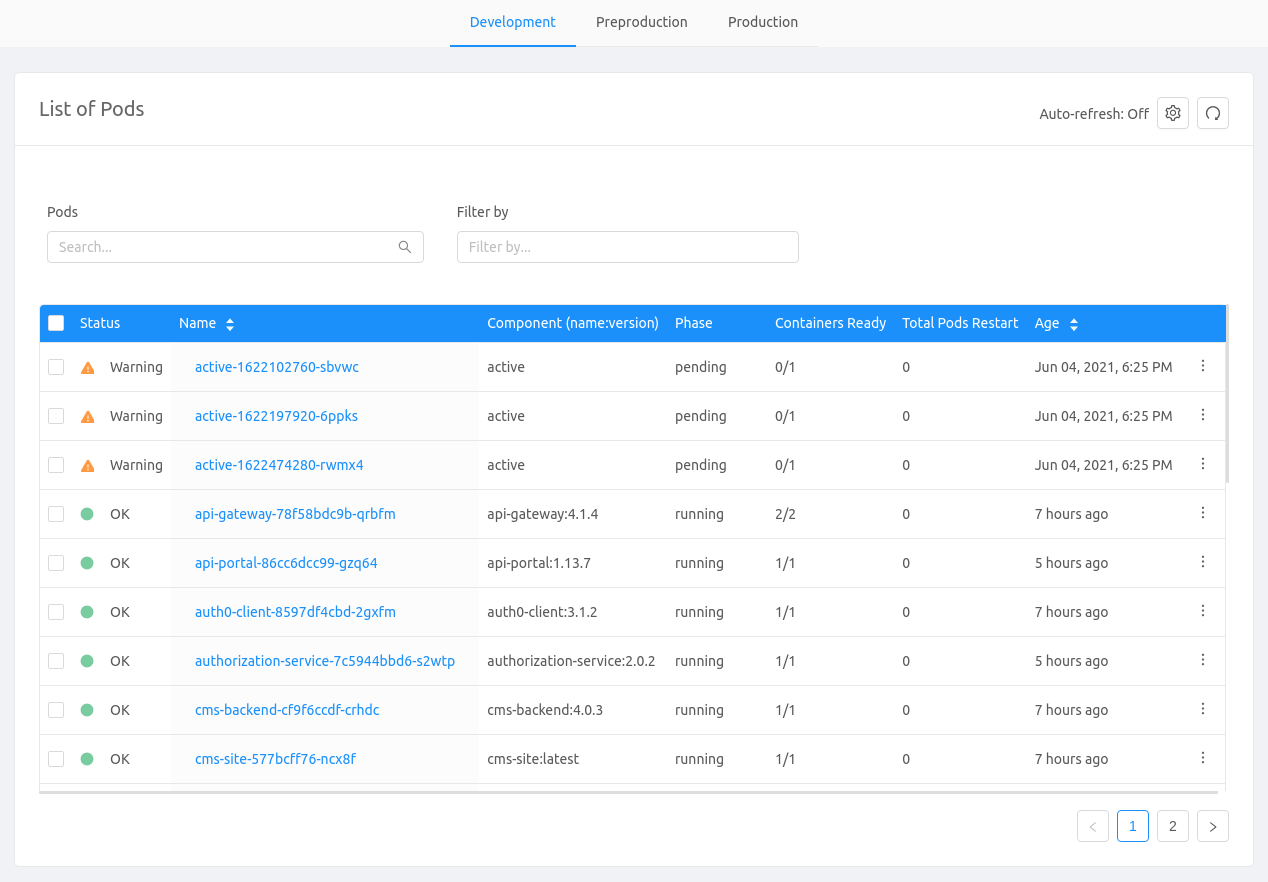 Development Preproduction Production
List of Pods
Auto-refresh: Off
Pods Filter by
Search... Filter by...
Status Name Component (name:version) Phase Containers Ready Total Pods Restart Age
Warning active-1622102760-sbvwc active pending 0/1 0 Jun 04, 2021, 6:25 PM
Warning active-1622197920-6ppks active pending 0/1 0 Jun 04, 2021, 6:25 PM
Warning active-1622474280-rwmx4 active pending 0/1 0 Jun 04, 2021, 6:25 PM
OK api-gateway-78f58bdc9b-qrbfm api-gateway:4.1.4 running 2/2 0 7 hours ago
OK api-portal-86cc6dcc99-gzq64 api-portal:1.13.7 running 1/1 0 5 hours ago
OK auth0-client-8597df4cbd-2gxfm auth0-client:3.1.2 running 1/1 0 7 hours ago
OK authorization-service-7c5944bbd6-s2wtp authorization-service:2.0.2 running 1/1 0 5 hours ago
OK cms-backend-cf9f6ccdf-crhdc cms-backend:4.0.3 running 1/1 0 7 hours ago
OK cms-site-577bcff76-ncx8f cms-site:latest running 1/1 0 7 hours ago
< 1 2 >